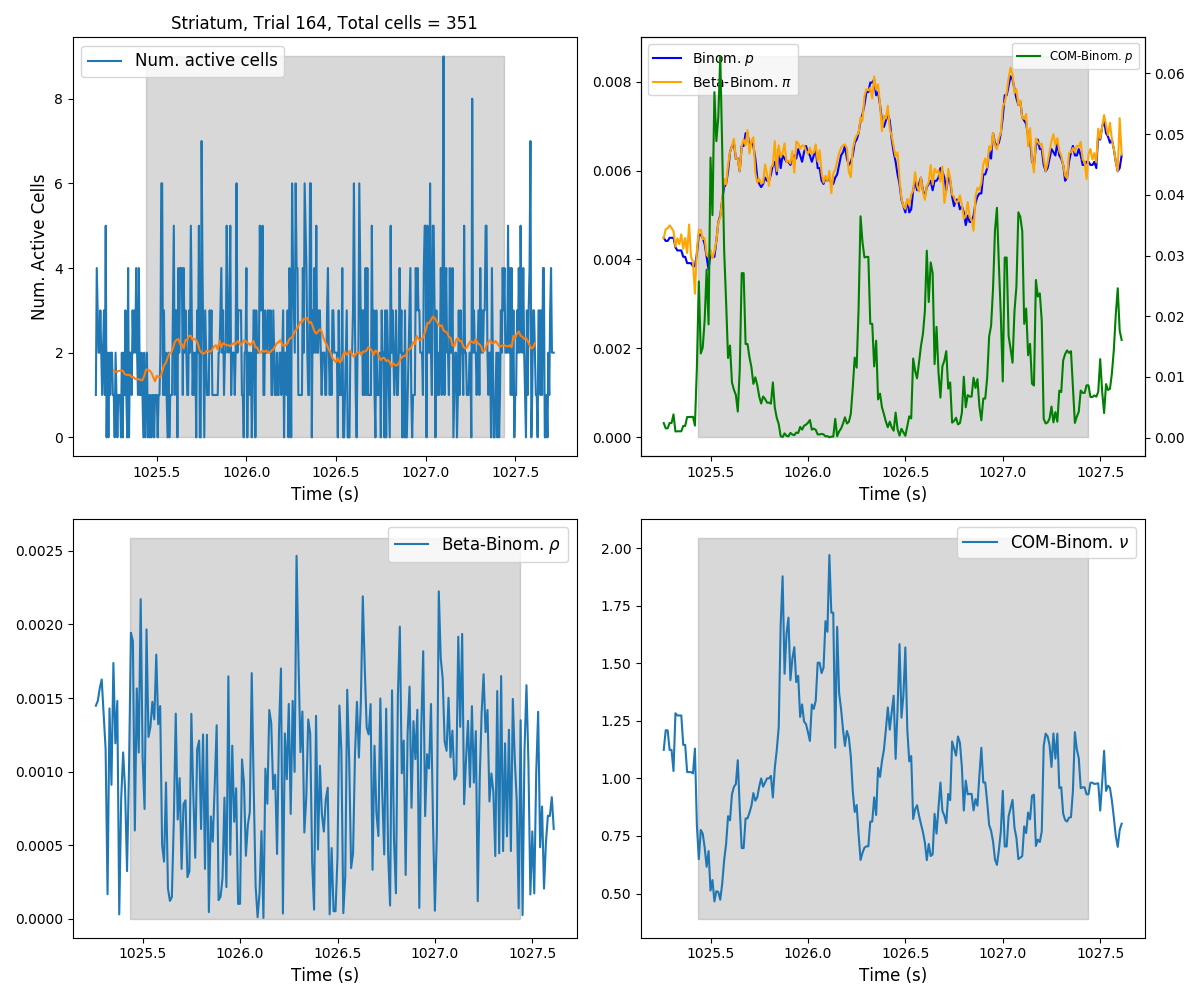 Striatum, Trial 164, Total cells = 351
Num. active cells
Num. Active Cells
8
6
4
2
0
1025.5 1026.0 1026.5 1027.0 1027.5
Time (s)
Binom. p
Beta-Binom. π
COM-Binom. p
0.008
0.006
0.004
0.002
0.000
0.06
0.05
0.04
0.03
0.02
0.01
0.00
1025.5 1026.0 1026.5 1027.0 1027.5
Time (s)
Beta-Binom. ρ
0.0025
0.0020
0.0015
0.0010
0.0005
0.0000
1025.5 1026.0 1026.5 1027.0 1027.5
Time (s)
COM-Binom. ν
2.00
1.75
1.50
1.25
1.00
0.75
0.50
1025.5 1026.0 1026.5 1027.0 1027.5
Time (s)